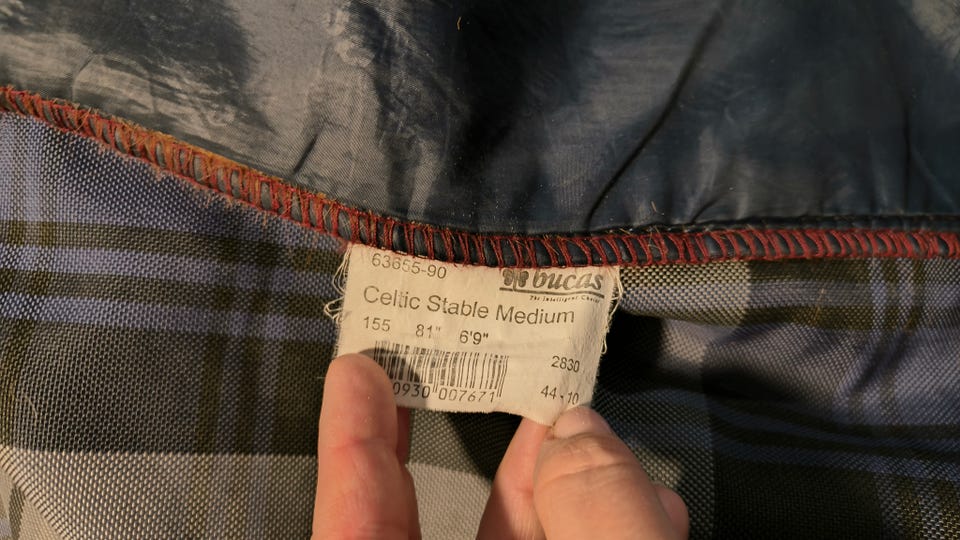 63655-90 bucas
The Intelligent Choice
Celtic Stable Medium
155 81" 6'9"
2830
0930 007671
44-10